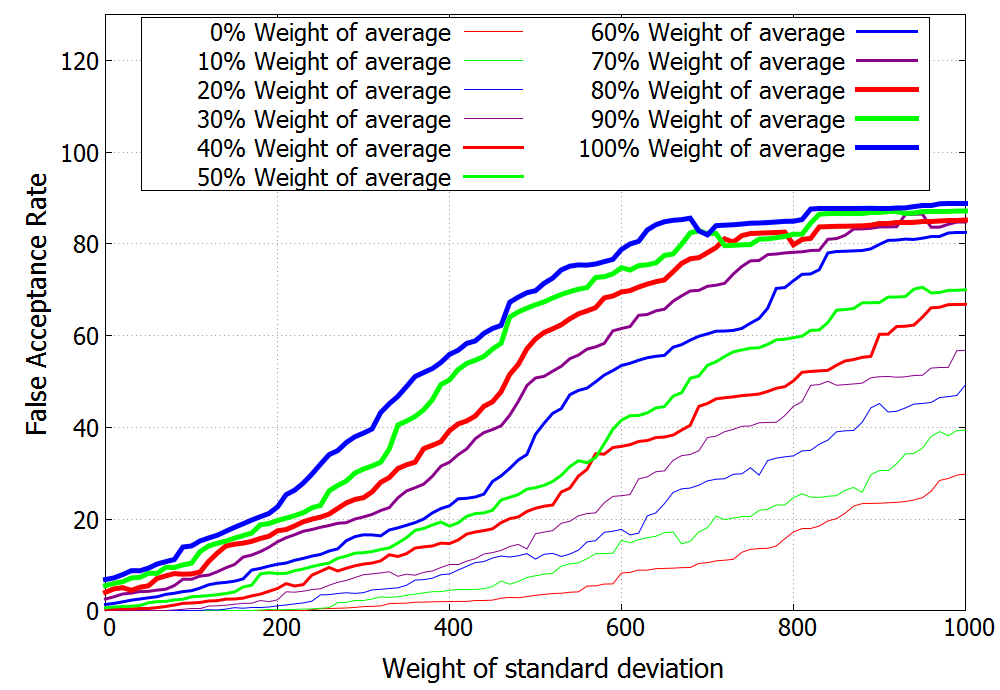 0% Weight of average
10% Weight of average
20% Weight of average
30% Weight of average
40% Weight of average
50% Weight of average
60% Weight of average
70% Weight of average
80% Weight of average
90% Weight of average
100% Weight of average
False Acceptance Rate
120
100
80
60
40
20
0
0 200 400 600 800 1000
Weight of standard deviation